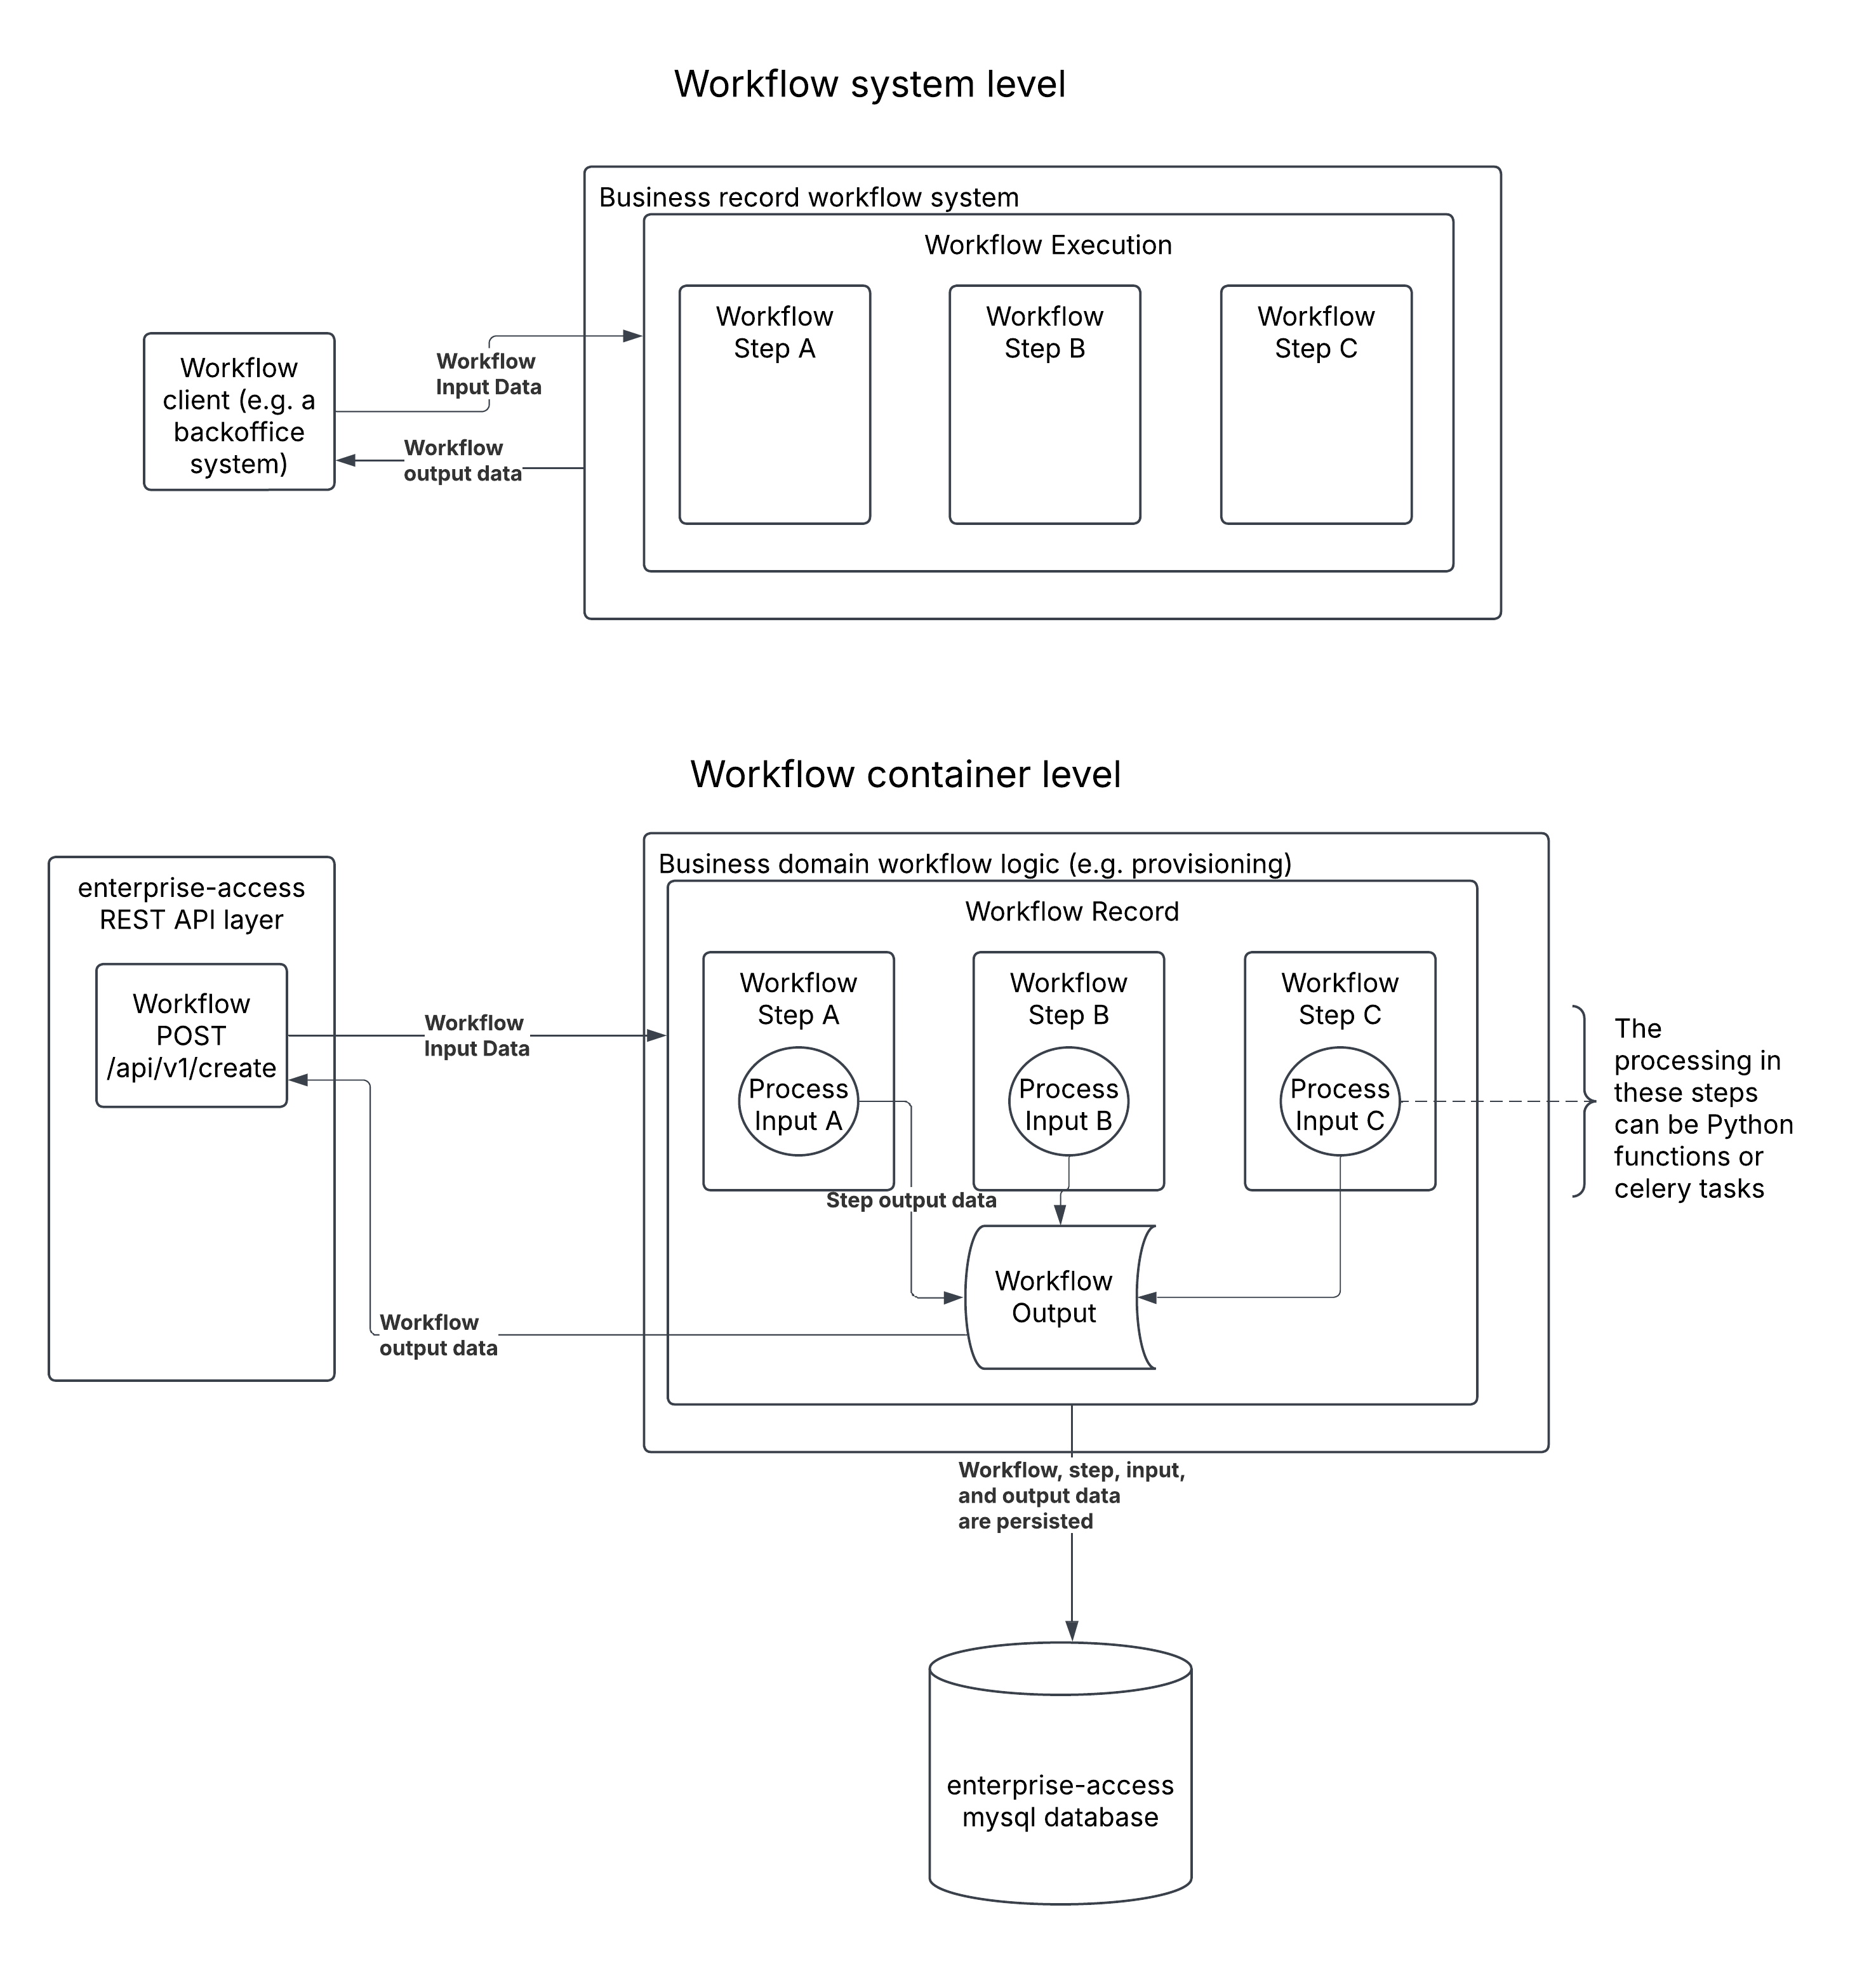 Workflow system level
Business record workflow system
Workflow Execution
Workflow
Step A
Workflow
Step B
Workflow
Step C
Workflow
client (e.g. a
backoffice
system)
Workflow
Input Data
Workflow
output data
Workflow container level
enterprise-access
REST API layer
Workflow
POST
/api/v1/create
Workflow
Input Data
Business domain workflow logic (e.g. provisioning)
Workflow Record
Workflow
Step A
Process
Input A
Workflow
Step B
Process
Input B
Workflow
Step C
Process
Input C
The
processing in
these steps
can be Python
functions or
celery tasks
Step output data
Workflow
Output
Workflow
output data
Workflow, step, input,
and output data
are persisted
enterprise-access
mysql database